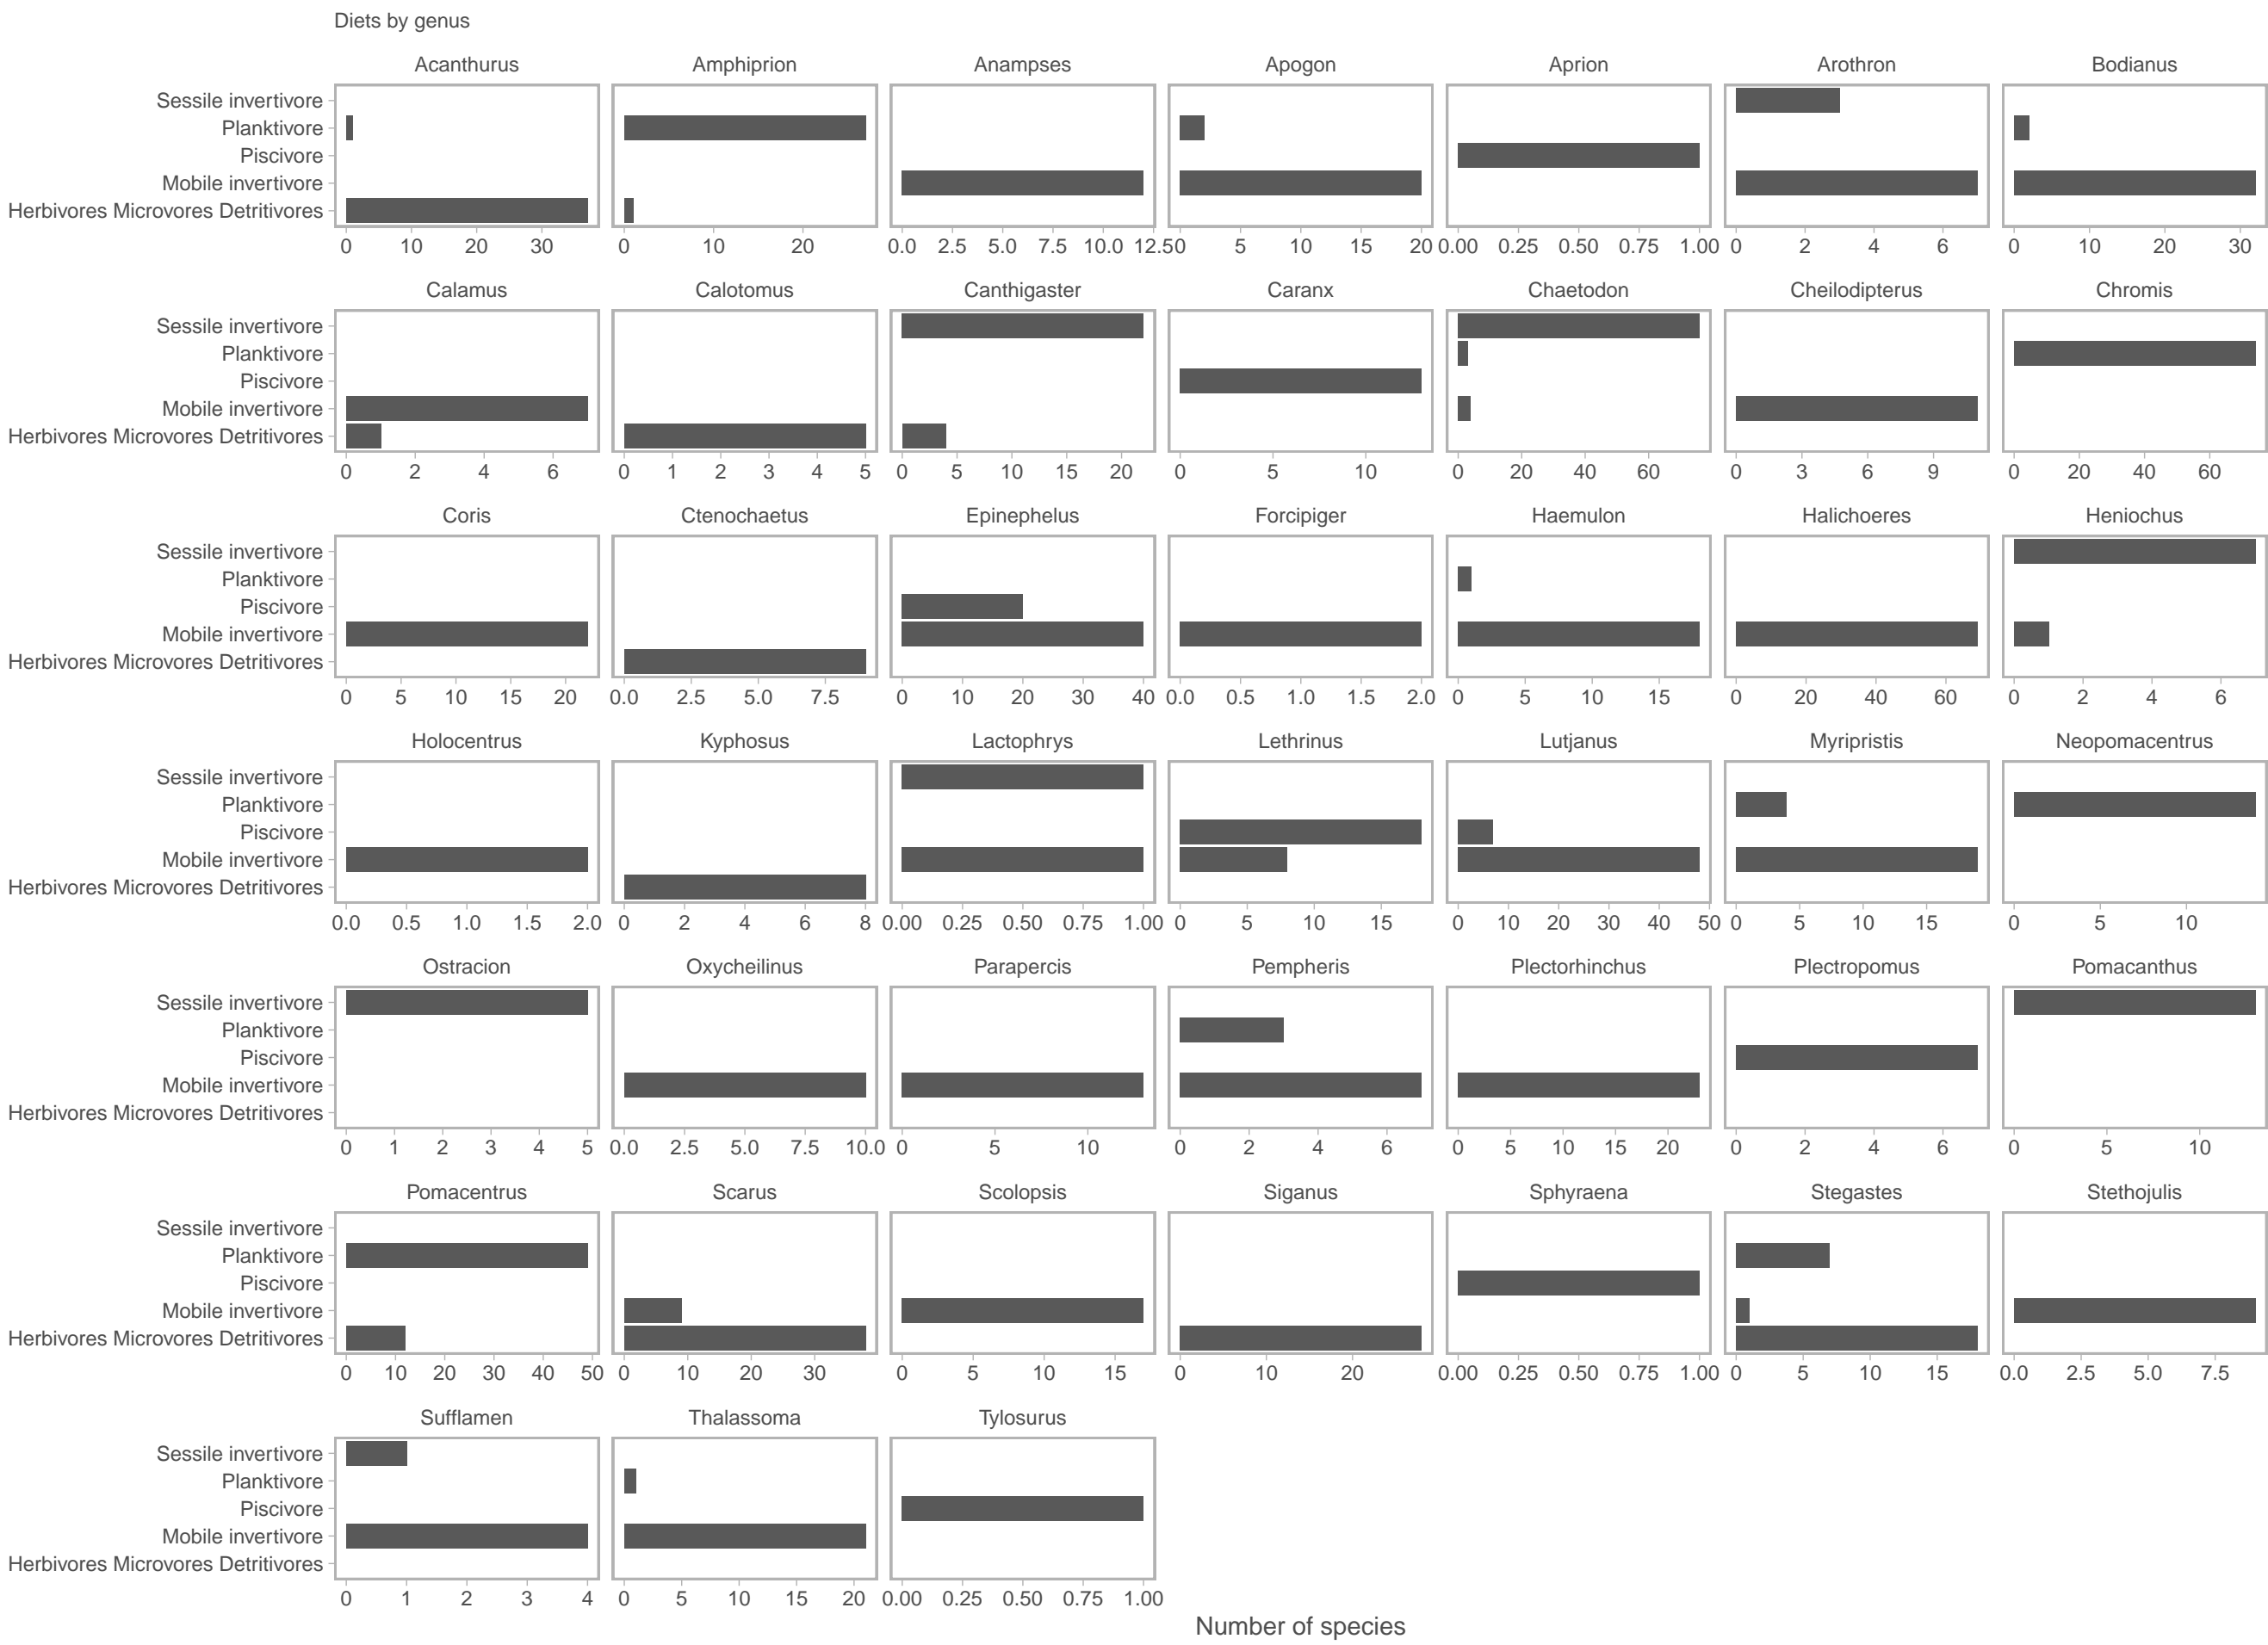 Diets by genus
Acanthurus Amphiprion Anampses Apogon Aprion Arothron Bodianus
Sessile invertivore
Planktivore
Piscivore
Mobile invertivore
Herbivores Microvores Detritivores
0 10 20 30 0 10 20 0.0 2.5 5.0 7.5 10.0 12.5 0 5 10 15 20 0.00 0.25 0.50 0.75 1.00 0 2 4 6 0 10 20 30
Calamus Calotomus Canthigaster Caranx Chaetodon Cheilodipterus Chromis
Sessile invertivore
Planktivore
Piscivore
Mobile invertivore
Herbivores Microvores Detritivores
0 2 4 6 0 1 2 3 4 5 0 5 10 15 20 0 5 10 0 20 40 60 0 3 6 9 0 20 40 60
Coris Ctenochaetus Epinephelus Forcipiger Haemulon Halichoeres Heniochus
Sessile invertivore
Planktivore
Piscivore
Mobile invertivore
Herbivores Microvores Detritivores
0 5 10 15 20 0.0 2.5 5.0 7.5 0 10 20 30 40 0.0 0.5 1.0 1.5 2.0 0 5 10 15 0 20 40 60 0 2 4 6
Holocentrus Kyphosus Lactophrys Lethrinus Lutjanus Myripristis Neopomacentrus
Sessile invertivore
Planktivore
Piscivore
Mobile invertivore
Herbivores Microvores Detritivores
0.0 0.5 1.0 1.5 2.0 0 2 4 6 8 0.00 0.25 0.50 0.75 1.00 0 5 10 15 0 10 20 30 40 50 0 5 10 15 0 5 10
Ostracion Oxycheilinus Parapercis Pempheris Plectorhinchus Plectropomus Pomacanthus
Sessile invertivore
Planktivore
Piscivore
Mobile invertivore
Herbivores Microvores Detritivores
0 1 2 3 4 5 0.0 2.5 5.0 7.5 10.0 0 5 10 0 2 4 6 0 5 10 15 20 0 2 4 6 0 5 10
Pomacentrus Scarus Scolopsis Siganus Sphyraena Stegastes Stethojulis
Sessile invertivore
Planktivore
Piscivore
Mobile invertivore
Herbivores Microvores Detritivores
0 10 20 30 40 50 0 10 20 30 0 5 10 15 0 10 20 0.00 0.25 0.50 0.75 1.00 0 5 10 15 0.0 2.5 5.0 7.5
Sufflamen Thalassoma Tylosurus
Sessile invertivore
Planktivore
Piscivore
Mobile invertivore
Herbivores Microvores Detritivores
0 1 2 3 4 0 5 10 15 20 0.00 0.25 0.50 0.75 1.00
Number of species